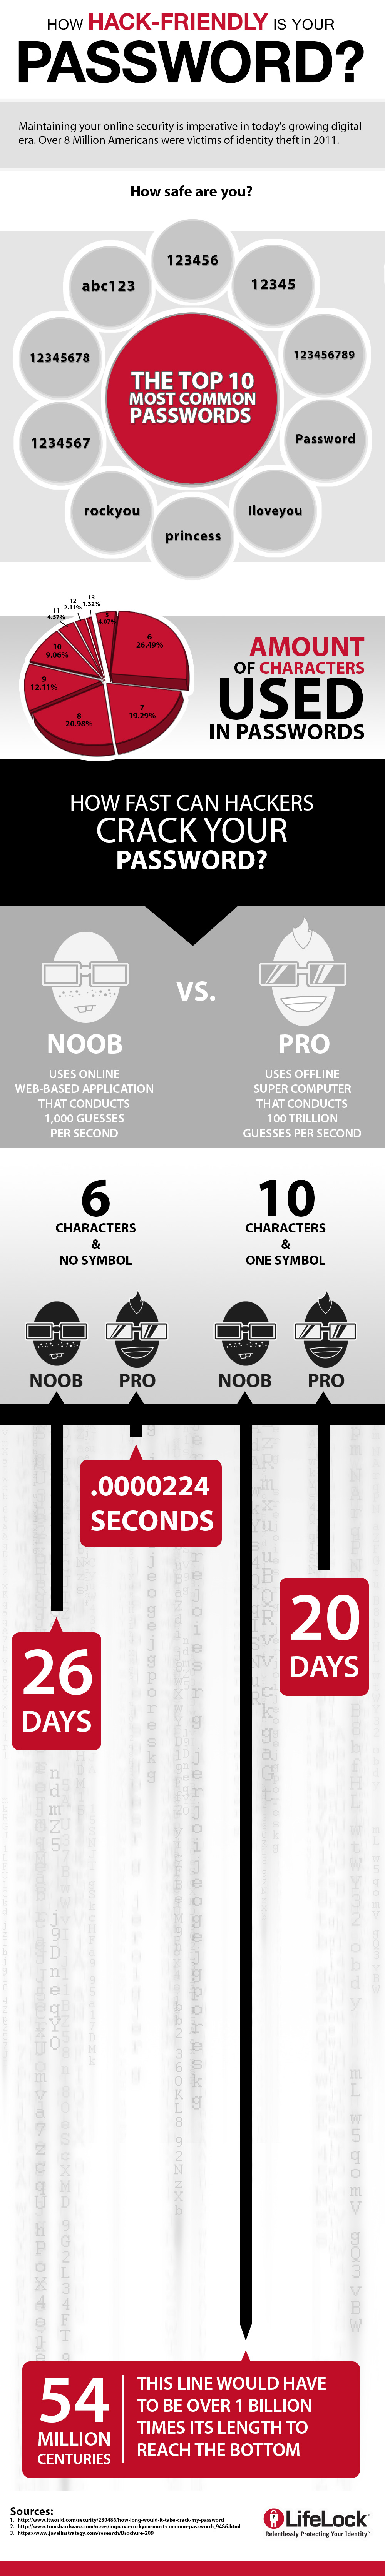 HOW HACK-FRIENDLY IS YOUR
PASSWORD?
Maintaining your online security is imperative in today's growing digital
era. Over 8 Million Americans were victims of identity theft in 2011.
How safe are you?
123456
abc123
12345
12345678
123456789
THE TOP 10
MOST COMMON
PASSWORDS
1234567
Password
rockyou
iloveyou
princess
13
1.32%
12
2.11%
11
4.57%
5
4.07%
6
26.49%
10
9.06%
9
12.11%
8
20.98%
7
19.29%
AMOUNT
OF CHARACTERS
USED
IN PASSWORDS
HOW FAST CAN HACKERS
CRACK YOUR
PASSWORD?
VS.
NOOB
USES ONLINE
WEB-BASED APPLICATION
THAT CONDUCTS
1,000 GUESSES
PER SECOND
PRO
USES OFFLINE
SUPER COMPUTER
THAT CONDUCTS
100 TRILLION
GUESSES PER SECOND
6
CHARACTERS
&
NO SYMBOL
10
CHARACTERS
&
ONE SYMBOL
NOOB
PRO
NOOB
PRO
.0000224
SECONDS
20
DAYS
26
DAYS
54
MILLION
CENTURIES
THIS LINE WOULD HAVE
TO BE OVER 1 BILLION
TIMES ITS LENGTH TO
REACH THE BOTTOM
Sources:
1. http://www.itworld.com/security/280486/how-long-would-it-take-crack-my-password
2. http://www.tomshardware.com/news/imperva-rockyou-most-common-passwords,9486.html
3. https://www.javelinstrategy.com/research/Brochure-209
LifeLock
Relentlessly Protecting Your Identity™